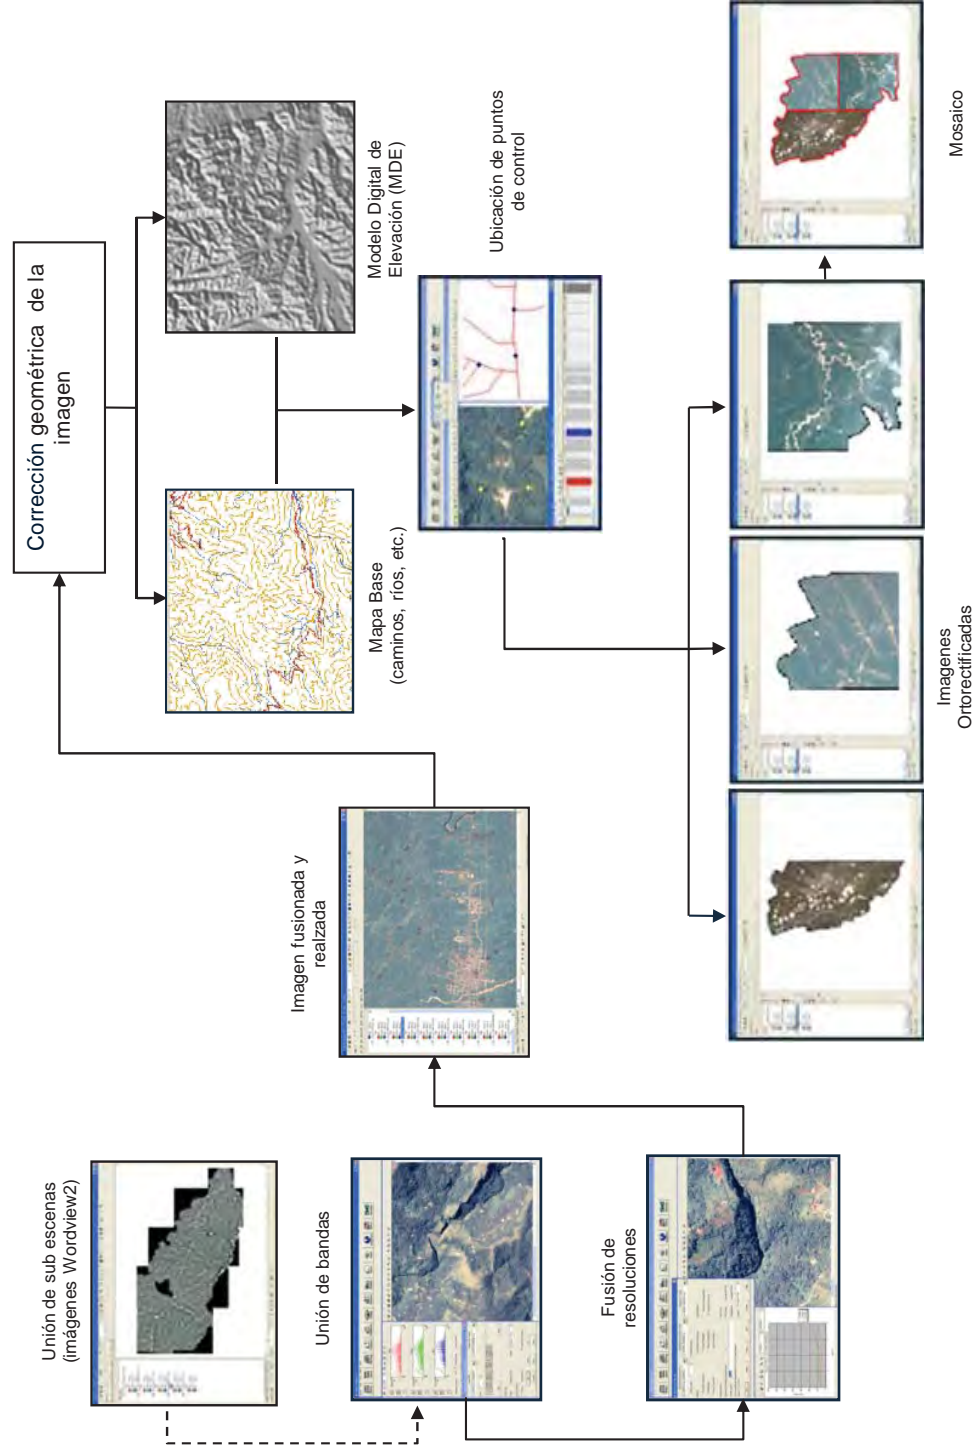 Unión de sub escenas
(imágenes Wordview2)
Unión de bandas
Fusión de
resoluciones
Imagen fusionada y
realzada
Corrección geométrica de la
imagen
Mapa Base
(caminos, ríos, etc.)
Modelo Digital de
Elevación (MDE)
Ubicación de puntos
de control
Imagenes
Ortorectificadas
Mosaico